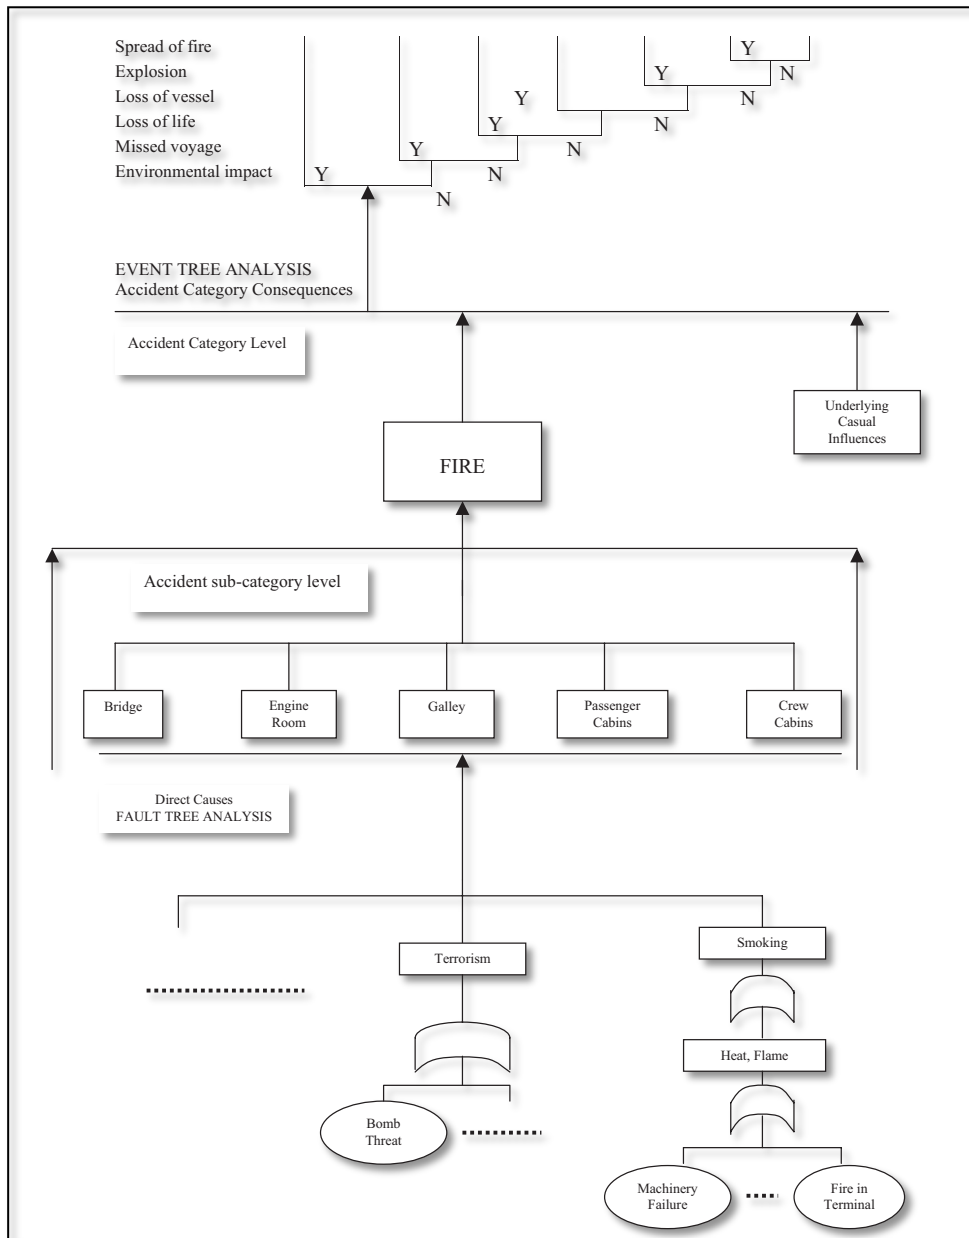 Spread of fire
Y
Explosion
Y
N
Loss of vessel
Y
N
Loss of life
Y
N
Missed voyage
Y
N
Environmental impact
Y
N
N
EVENT TREE ANALYSIS
Accident Category Consequences
Accident Category Level
Underlying
Casual
Influences
FIRE
Accident sub-category level
Bridge
Engine
Room
Galley
Passenger
Cabins
Crew
Cabins
Direct Causes
FAULT TREE ANALYSIS
Terrorism
Smoking
Heat, Flame
Bomb
Threat
Machinery
Failure
Fire in
Terminal